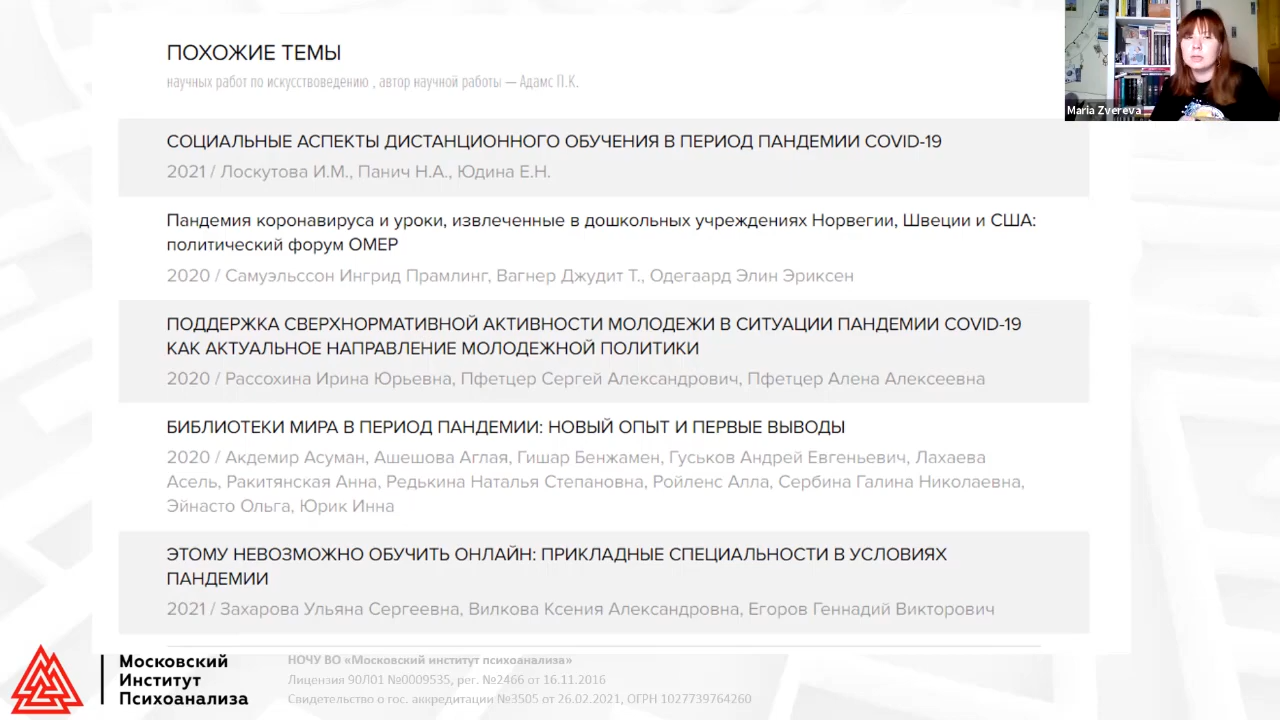 ПОХОЖИЕ ТЕМЫ
научных работ по искусствоведению , автор научной работы — Адамс П.К.
Maria Zvereva
СОЦИАЛЬНЫЕ АСПЕКТЫ ДИСТАНЦИОННОГО ОБУЧЕНИЯ В ПЕРИОД ПАНДЕМИИ COVID-19
2021 / Лоскутова И.М., Панич Н.А., Юдина Е.Н.
Пандемия коронавируса и уроки, извлеченные в дошкольных учреждениях Норвегии, Швеции и США:
политический форум ОМЕР
2020 / Самуэльссон Ингрид Прамлинг, Вагнер Джудит Т., Одегаард Элин Эриксен
ПОДДЕРЖКА СВЕРХНОРМАТИВНОЙ АКТИВНОСТИ МОЛОДЕЖИ В СИТУАЦИИ ПАНДЕМИИ COVID-19
КАК АКТУАЛЬНОЕ НАПРАВЛЕНИЕ МОЛОДЕЖНОЙ ПОЛИТИКИ
2020 / Рассохина Ирина Юрьевна, Пфетцер Сергей Александрович, Пфетцер Алена Алексеевна
БИБЛИОТЕКИ МИРА В ПЕРИОД ПАНДЕМИИ: НОВЫЙ ОПЫТ И ПЕРВЫЕ ВЫВОДЫ
2020 / Акдемир Асуман, Ашешова Аглая, Гишар Бенжамен, Гуськов Андрей Евгеньевич, Лахаева
Асель, Ракитянская Анна, Редькина Наталья Степановна, Ройленс Алла, Сербина Галина Николаевна,
Эйнасто Ольга, Юрик Инна
ЭТОМУ НЕВОЗМОЖНО ОБУЧИТЬ ОНЛАЙН: ПРИКЛАДНЫЕ СПЕЦИАЛЬНОСТИ В УСЛОВИЯХ
ПАНДЕМИИ
2021 / Захарова Ульяна Сергеевна, Вилкова Ксения Александровна, Егоров Геннадий Викторович
Московский
Институт
Психоанализа
НОЧУ ВО «Московский институт психоанализа»
Лицензия 90Л01 №0009535, рег. №2466 от 16.11.2016
Свидетельство о гос. аккредитации №3505 от 26.02.2021, ОГРН 1027739764260